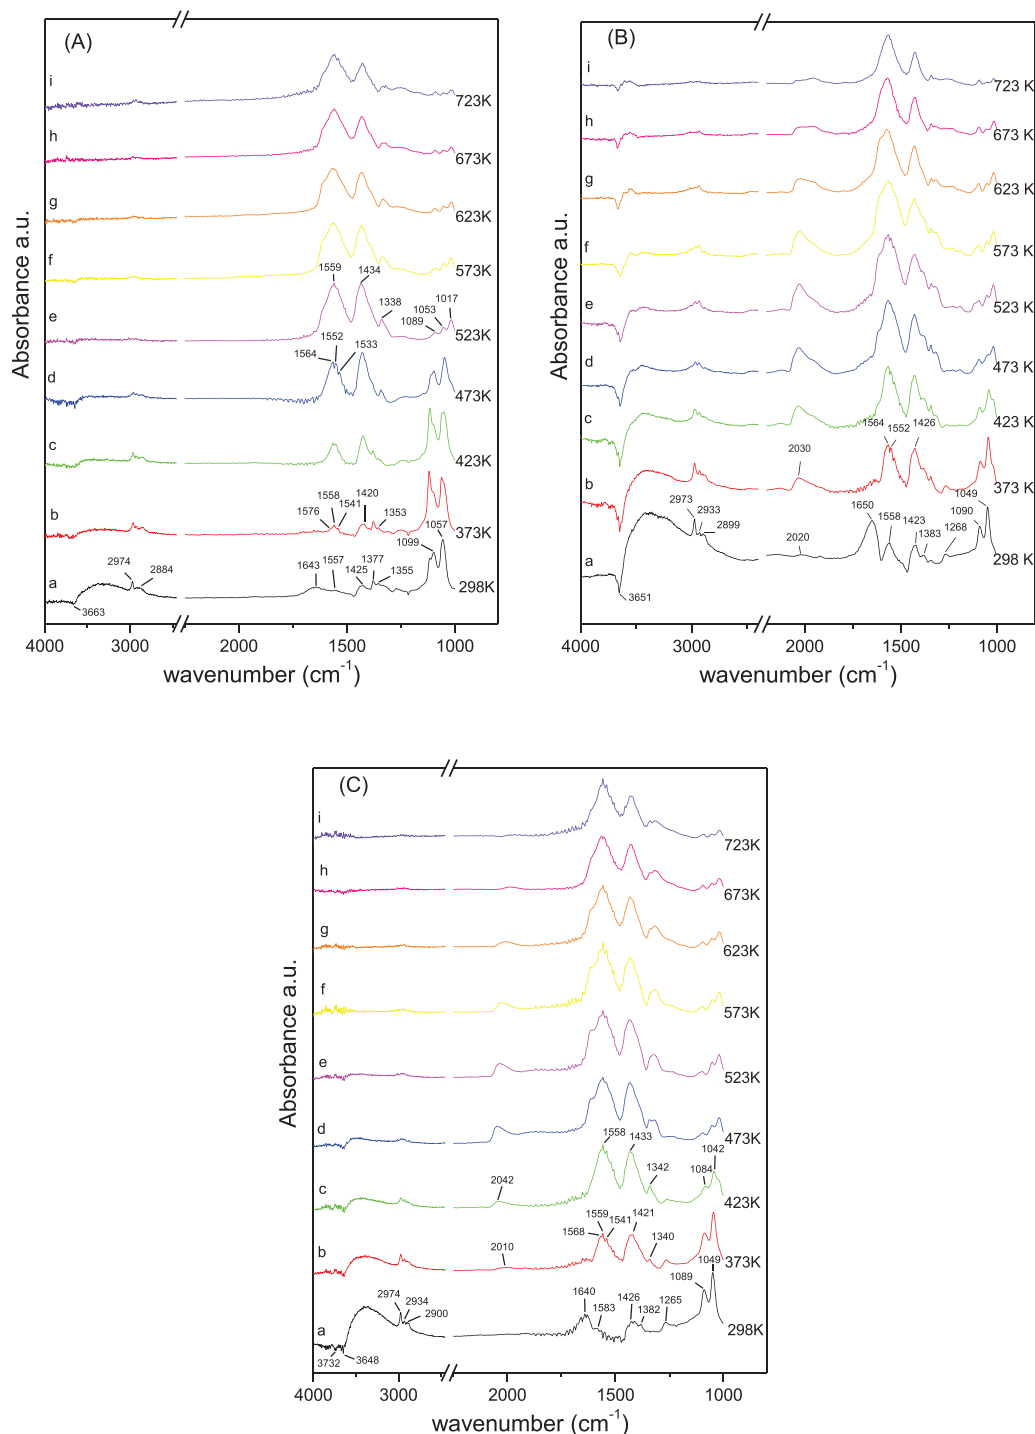 (A)
i
723K
h
673K
g
623K
f
573K
1559
1434
1338
1053
1017
1089
e
523K
1564
1552
1533
d
473K
c
423K
b
1576
1558
1541
1420
1353
373K
1057
1099
a
2974
2884
3663
1643
1557
1425
1377
1355
298K
4000 3000 2000 1500 1000
wavenumber (cm-1)
Absorbance a.u.
(B)
i
723 K
h
673 K
g
623 K
f
573 K
e
523 K
d
473 K
c
423 K
1564
1552
1426
b
2030
373 K
1049
1090
2973
2933
2899
1650
1558
1423
1383
1268
2020
a
3651
298 K
4000 3000 2000 1500 1000
wavenumber (cm-1)
Absorbance a.u.
(C)
i
723K
h
673K
g
623K
f
573K
e
523K
d
473K
1558
1433
1342
1084
1042
2042
c
423K
1559
1568
1541
1421
1340
2010
b
373K
1049
1089
2974
2934
2900
1640
1583
1426
1382
1265
a
3732
3648
298K
4000 3000 2000 1500 1000
wavenumber (cm-1)
Absorbance a.u.